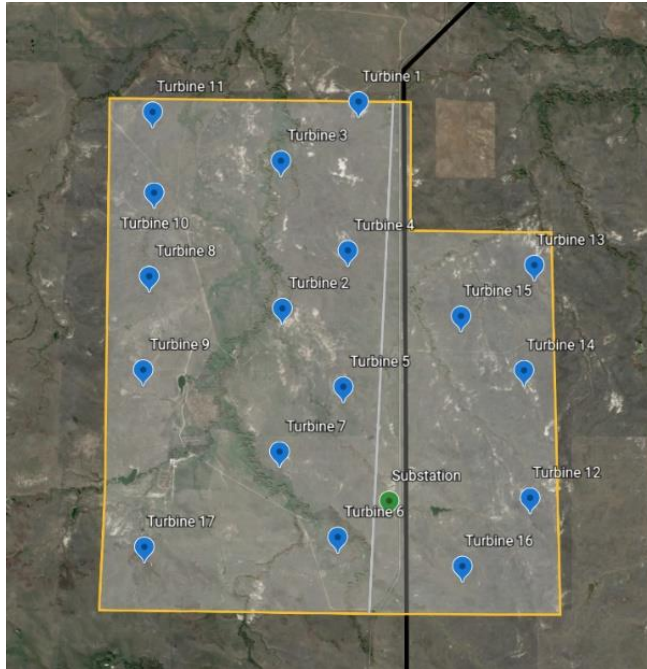 Turbine 1
Turbine 11
Turbine 3
Turbine 10
Turbine 4
Turbine 8
Turbine 13
Turbine 2
Turbine 15
Turbine 9
Turbine 14
Turbine 5
Turbine 7
Substation
Turbine 12
Turbine 6
Turbine 17
Turbine 16